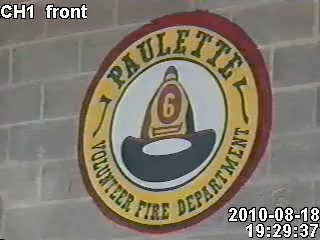 CH1 front
PAULETTE
6
VOLUNTEER FIRE DEPARTMENT
2010-08-18
19:29:37